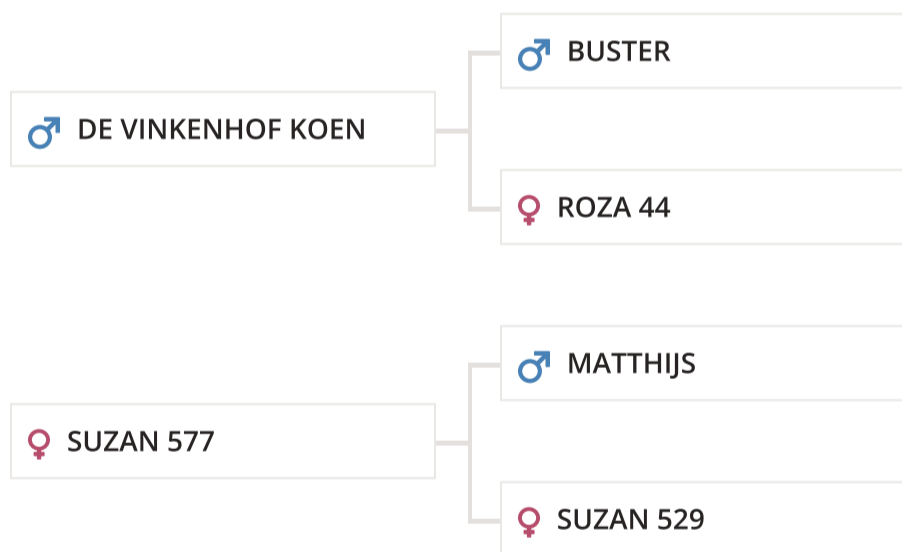 BUSTER
DE VINKENHOF KOEN
ROZA 44
MATTHIJS
SUZAN 577
SUZAN 529